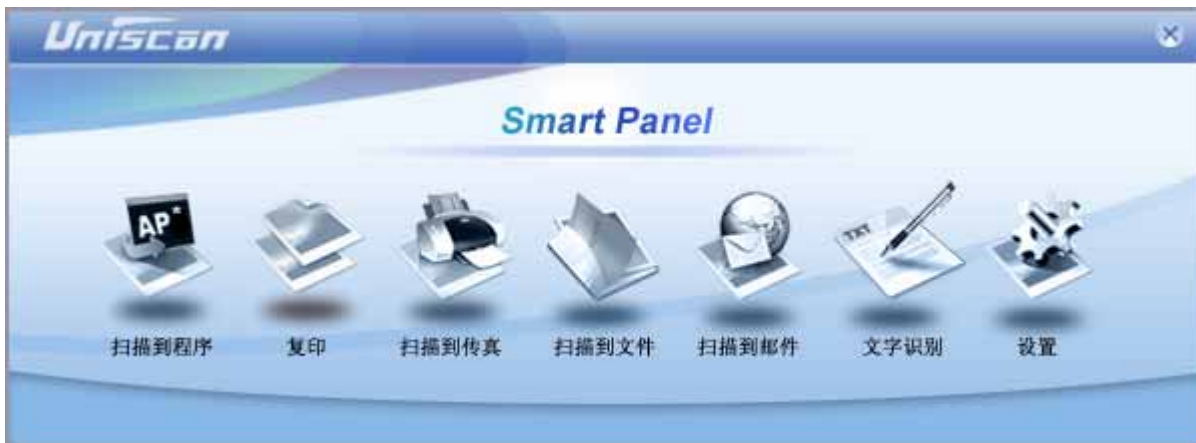 Uniscan
Smart Panel
AP*
TXT
扫描到程序
复印
扫描到传真
扫描到文件
扫描到邮件
文字识别
设置